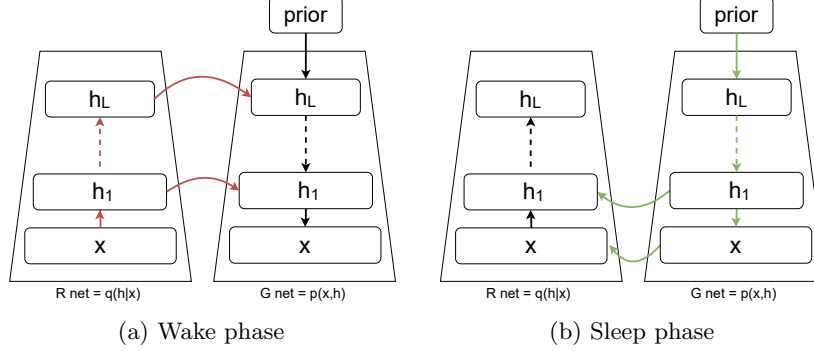 prior
hL
hL
h1
h1
x
x
R net = q(h|x)
G net = p(x,h)
(a) Wake phase
prior
hL
hL
h1
h1
x
x
R net = q(h|x)
G net = p(x,h)
(b) Sleep phase